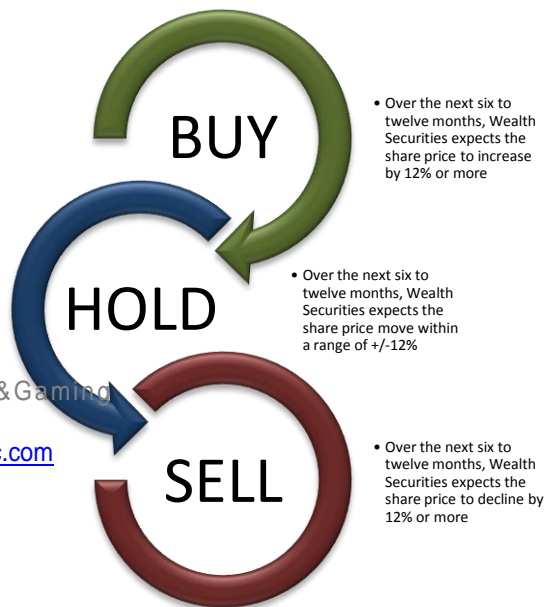 BUY
• Over the next six to
twelve months, Wealth
Securities expects the
share price to increase
by 12% or more
HOLD
• Over the next six to
twelve months, Wealth
Securities expects the
share price move within
a range of +/-12%
&Gaming
c.com
SELL
• Over the next six to
twelve months, Wealth
Securities expects the
share price to decline by
12% or more